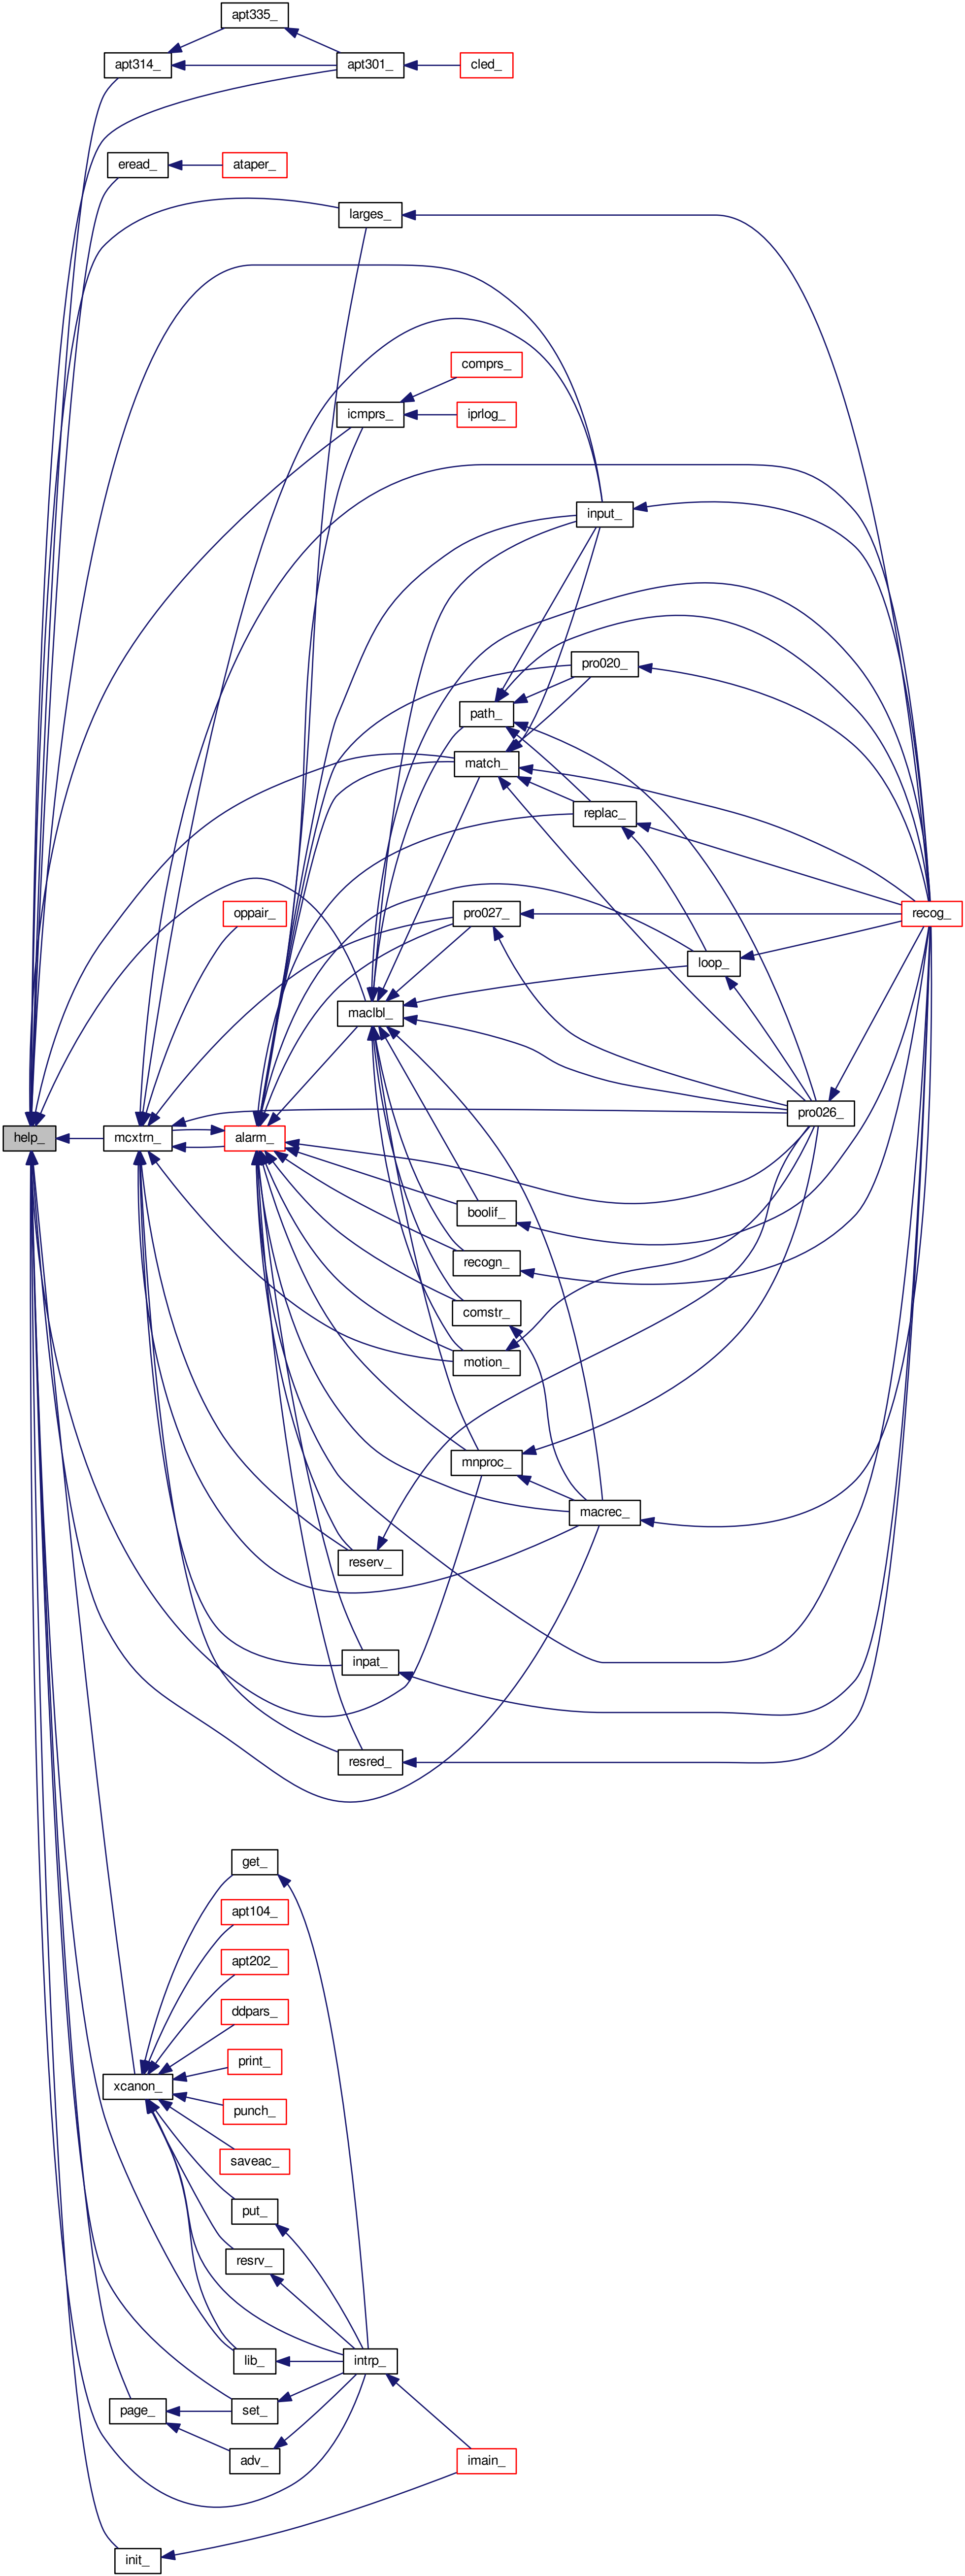 apt335_
apt314_
apt301_
cled_
eread_
ataper_
larges_
comprs_
icmprs_
iprlog_
input_
pro020_
path_
match_
replac_
oppair_
pro027_
recog_
loop_
maclbl_
pro026_
help_
mcxtrn_
alarm_
boolif_
recogn_
comstr_
motion_
mnproc_
macrec_
reserv_
inpat_
resred_
get_
apt104_
apt202_
ddpars_
print_
xcanon_
punch_
saveac_
put_
resrv_
lib_
intrp_
page_
set_
adv_
imain_
init_